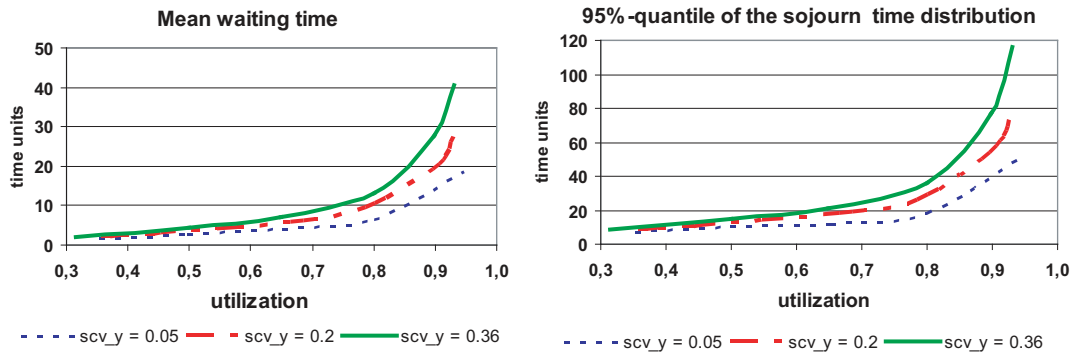 Mean waiting time
50
40
30
20
10
0
time units
0,3 0,4 0,5 0,6 0,7 0,8 0,9 1,0
utilization
scv_y = 0.05 scv_y = 0.2 scv_y = 0.36
95%-quantile of the sojourn time distribution
120
100
80
60
40
20
0
time units
0,3 0,4 0,5 0,6 0,7 0,8 0,9 1,0
utilization
scv_y = 0.05 scv_y = 0.2 scv_y = 0.36